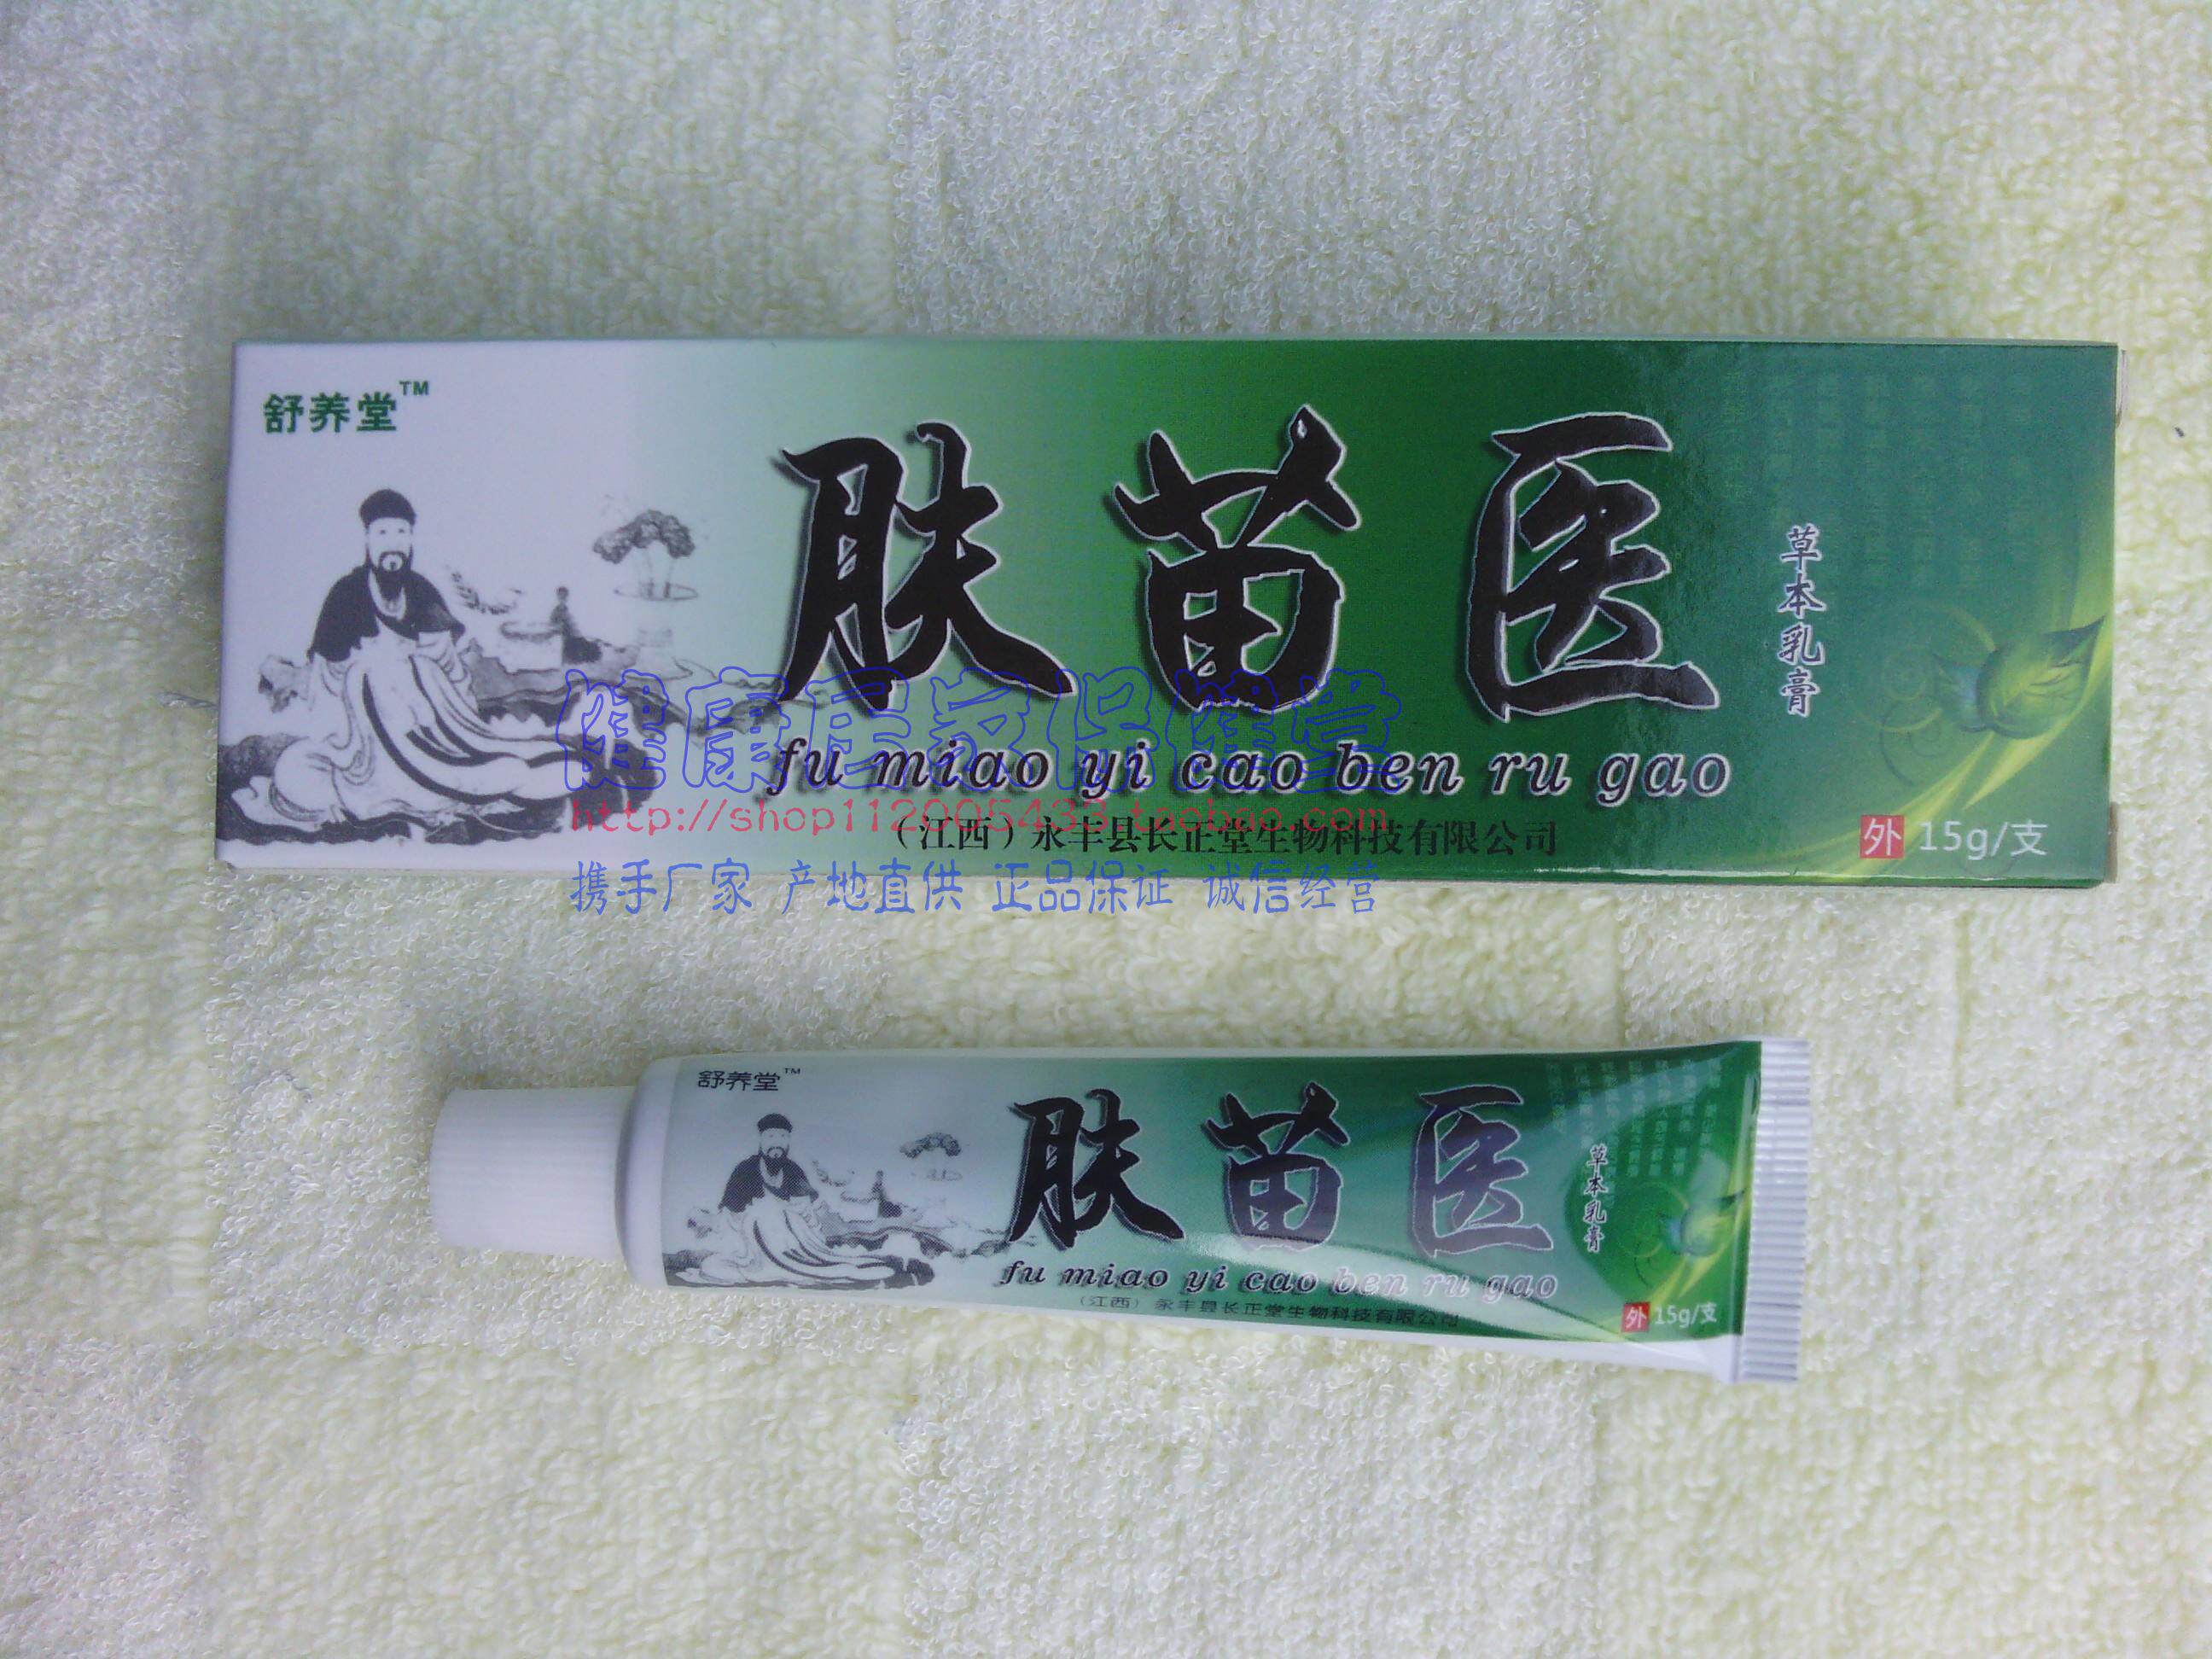 舒养堂™
肤苗医
草本乳膏
健康居家保健堂
fu miao yi cao ben ru gao
http://shop112005433.taobao.com
(江西)永丰县长正堂生物科技有限公司
外 15g/支
携手厂家 产地直供 正品保证 诚信经营
舒养堂™
肤苗医
草本乳膏
fu miao yi cao ben ru gao
(江西)永丰县长正堂生物科技有限公司
外 15g/支